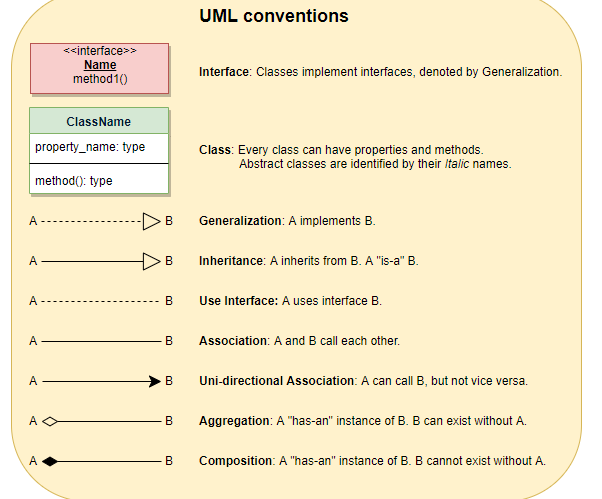 UML conventions
<<interface>>
Name
method1()
Interface: Classes implement interfaces, denoted by Generalization.
ClassName
property_name: type
method(): type
Class: Every class can have properties and methods.
Abstract classes are identified by their Italic names.
A B Generalization: A implements B.
A B Inheritance: A inherits from B. A "is-a" B.
A B Use Interface: A uses interface B.
A B Association: A and B call each other.
A B Uni-directional Association: A can call B, but not vice versa.
A B Aggregation: A "has-an" instance of B. B can exist without A.
A B Composition: A "has-an" instance of B. B cannot exist without A.